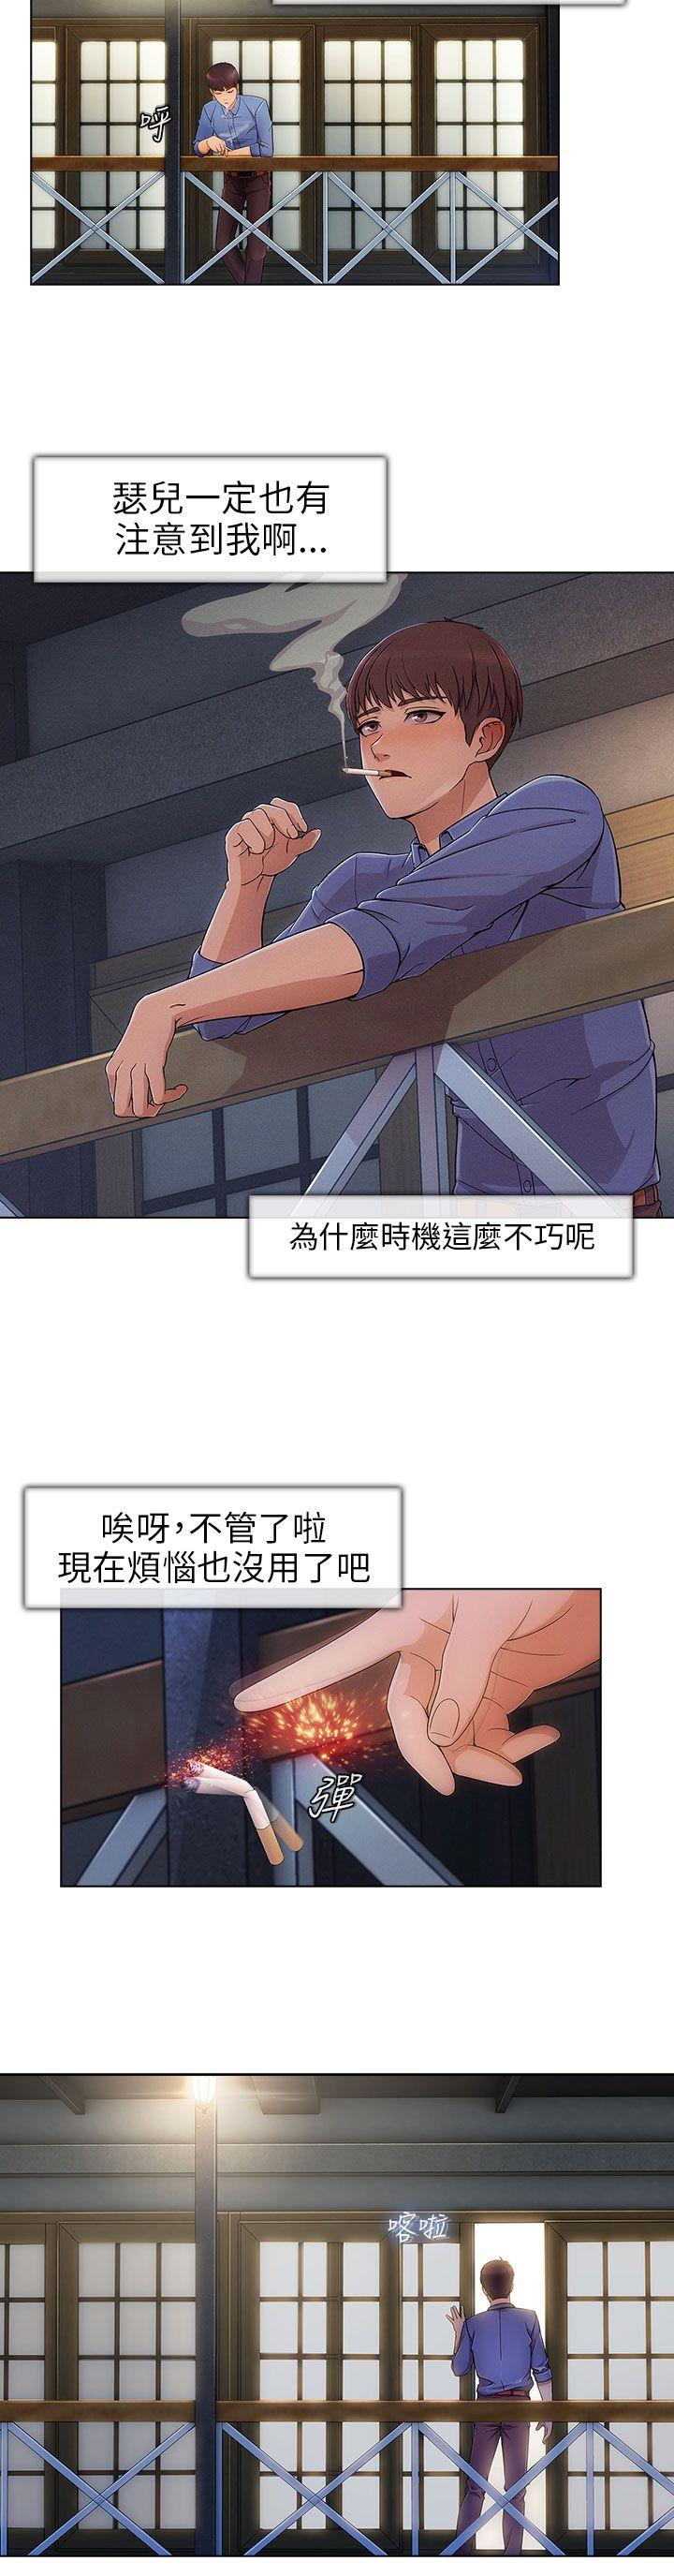 呼
瑟兒一定也有
注意到我啊...
為什麼時機這麼不巧呢
唉呀,不管了啦
現在煩惱也沒用了吧
彈
喀啦